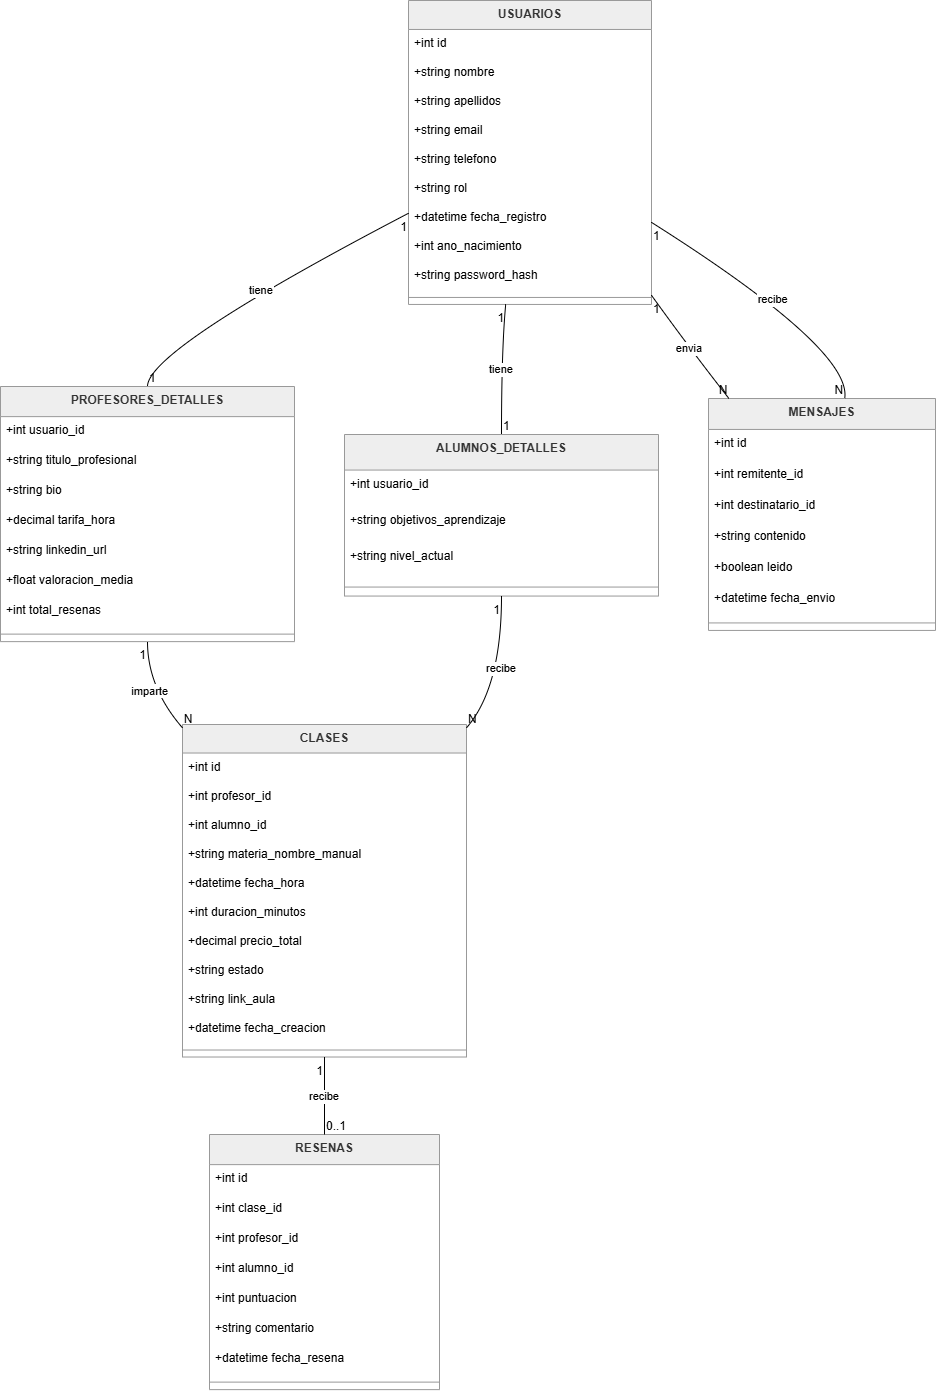 USUARIOS
+int id
+string nombre
+string apellidos
+string email
+string telefono
+string rol
+datetime fecha_registro
+int ano_nacimiento
+string password_hash
1
1
1
1
tiene
tiene
recibe
envia
1
1
N
N
PROFESORES_DETALLES
+int usuario_id
+string titulo_profesional
+string bio
+decimal tarifa_hora
+string linkedin_url
+float valoracion_media
+int total_resenas
ALUMNOS_DETALLES
+int usuario_id
+string objetivos_aprendizaje
+string nivel_actual
MENSAJES
+int id
+int remitente_id
+int destinatario_id
+string contenido
+boolean leido
+datetime fecha_envio
1
1
imparte
recibe
N
N
CLASES
+int id
+int profesor_id
+int alumno_id
+string materia_nombre_manual
+datetime fecha_hora
+int duracion_minutos
+decimal precio_total
+string estado
+string link_aula
+datetime fecha_creacion
1
recibe
0..1
RESENAS
+int id
+int clase_id
+int profesor_id
+int alumno_id
+int puntuacion
+string comentario
+datetime fecha_resena